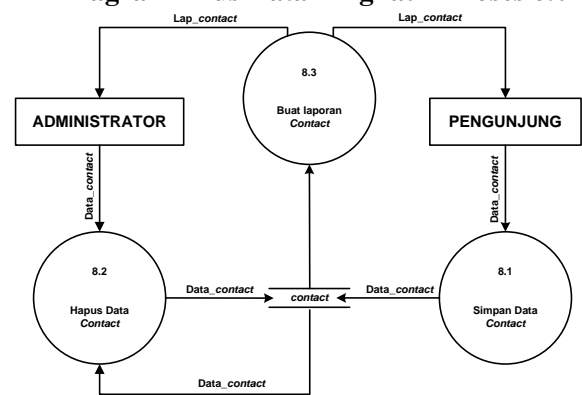 Lap_contact
Lap_contact
8.3
Buat laporan
Contact
ADMINISTRATOR
PENGUNJUNG
Data_contact
Data_contact
8.2
Hapus Data
Contact
Data_contact
contact
Data_contact
8.1
Simpan Data
Contact
Data_contact